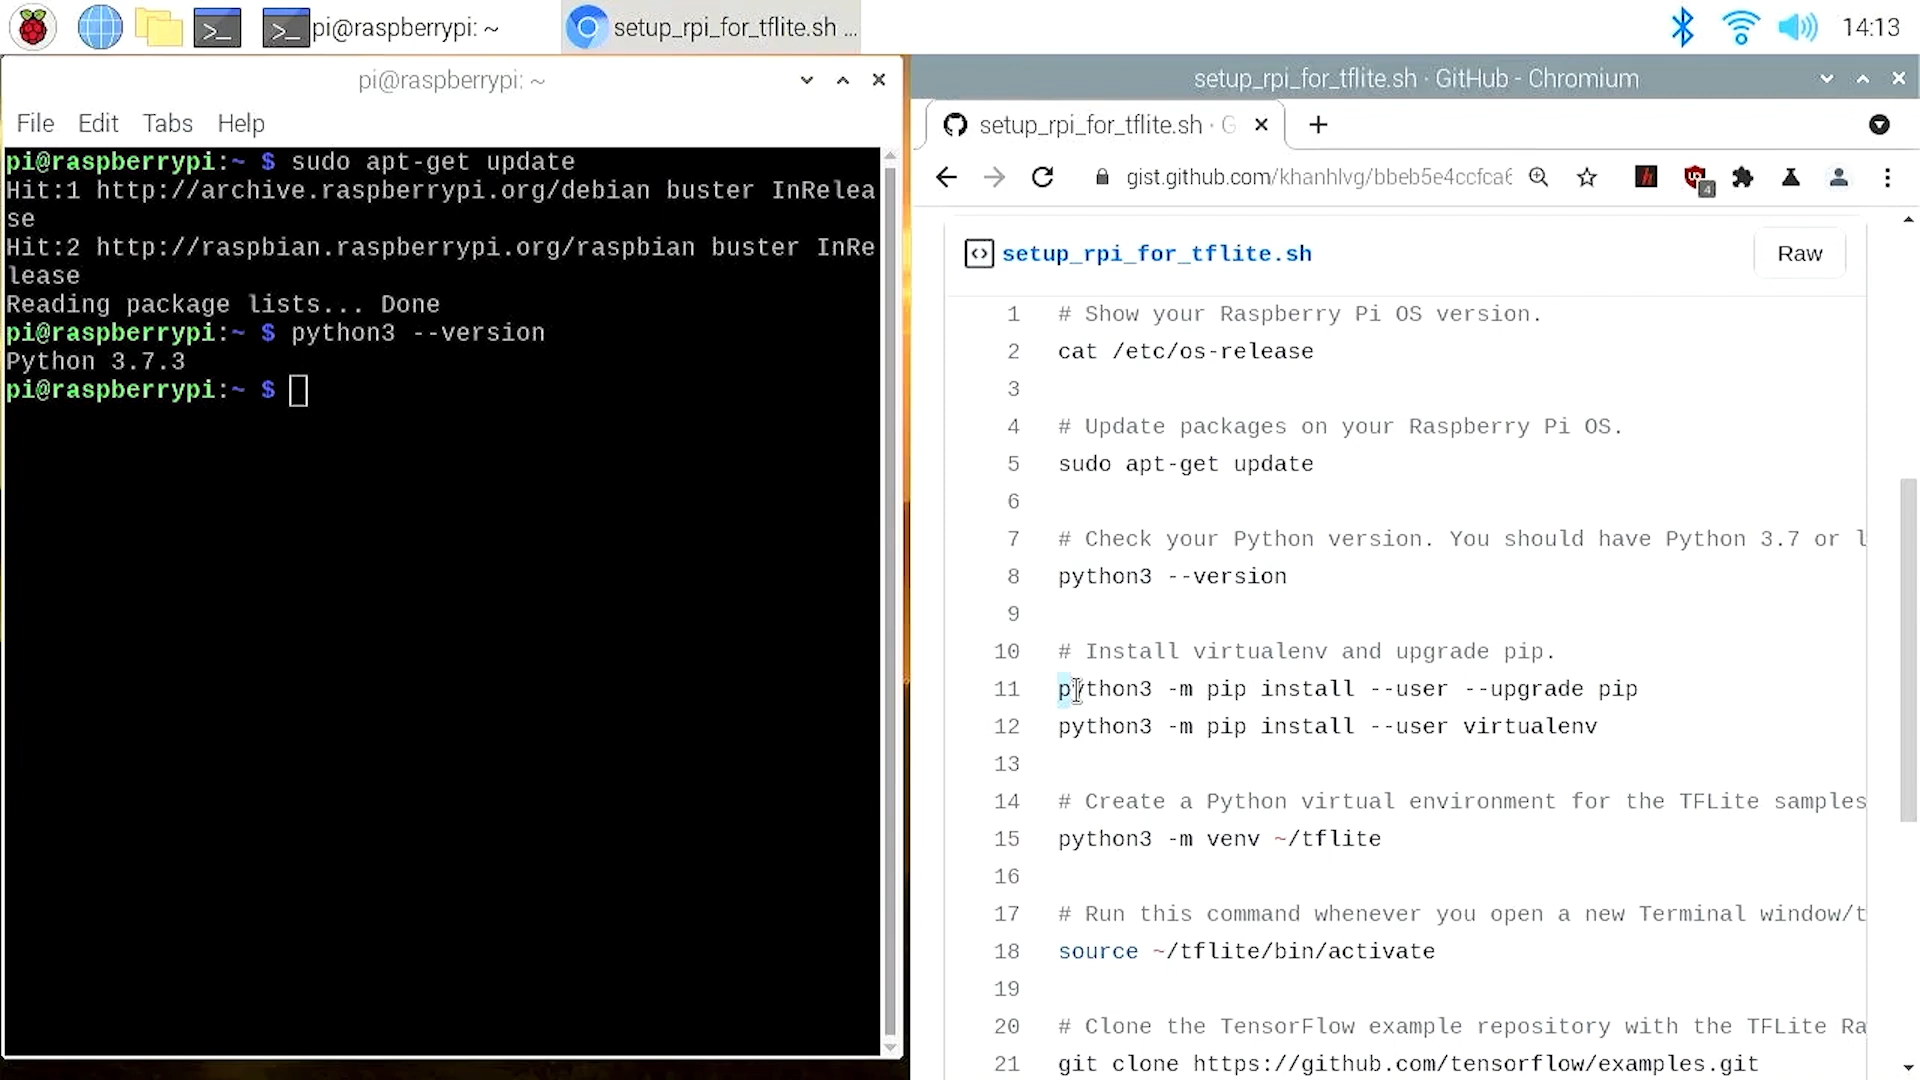 pi@raspberrypi: ~
setup_rpi_for_tflite.sh ...
14:13
pi@raspberrypi: ~
File Edit Tabs Help
pi@raspberrypi:~ $ sudo apt-get update
Hit:1 http://archive.raspberrypi.org/debian buster InRelea
se
Hit:2 http://raspbian.raspberrypi.org/raspbian buster InRe
lease
Reading package lists... Done
pi@raspberrypi:~ $ python3 --version
Python 3.7.3
pi@raspberrypi:~ $
setup_rpi_for_tflite.sh · GitHub - Chromium
setup_rpi_for_tflite.sh · G
gist.github.com/khanhlvg/bbeb5e4ccfca6
4
setup_rpi_for_tflite.sh
Raw
1 # Show your Raspberry Pi OS version.
2 cat /etc/os-release
3
4 # Update packages on your Raspberry Pi OS.
5 sudo apt-get update
6
7 # Check your Python version. You should have Python 3.7 or l
8 python3 --version
9
10 # Install virtualenv and upgrade pip.
11 python3 -m pip install --user --upgrade pip
12 python3 -m pip install --user virtualenv
13
14 # Create a Python virtual environment for the TFLite samples
15 python3 -m venv ~/tflite
16
17 # Run this command whenever you open a new Terminal window/t
18 source ~/tflite/bin/activate
19
20 # Clone the TensorFlow example repository with the TFLite Ra
21 git clone https://github.com/tensorflow/examples.git